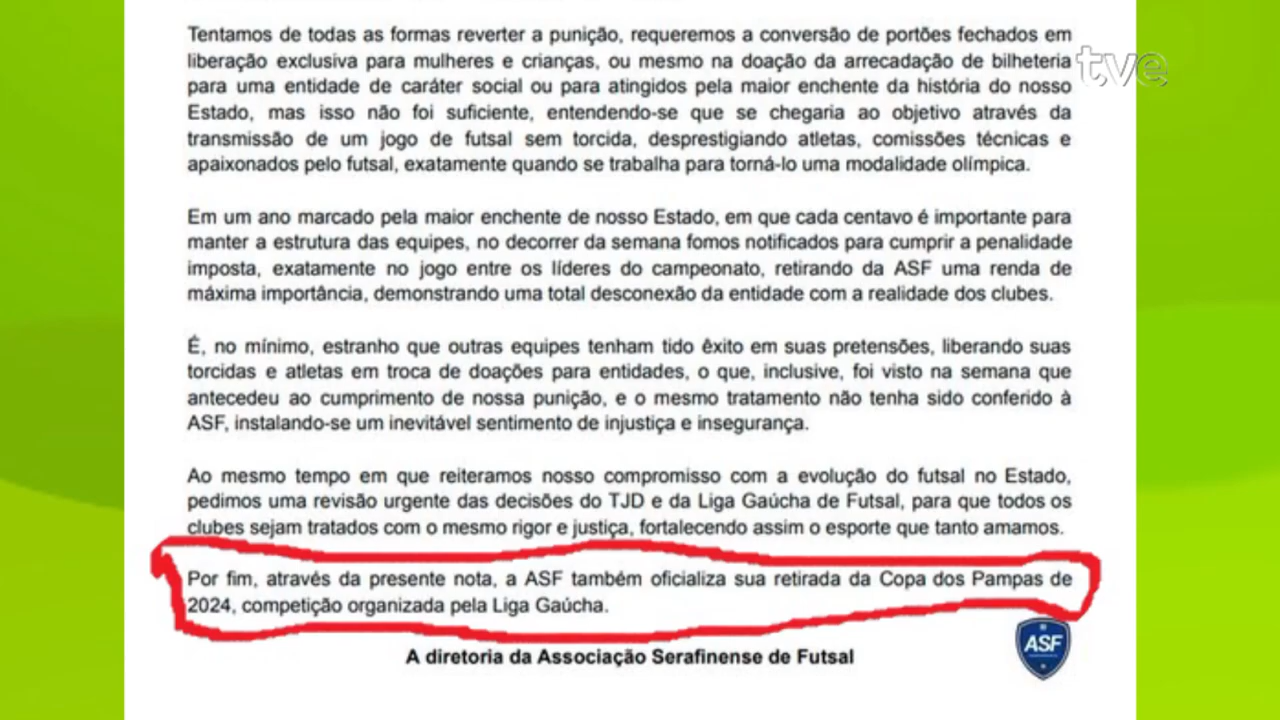 Tentamos de todas as formas reverter a punição, requeremos a conversão de portões fechados em
liberação exclusiva para mulheres e crianças, ou mesmo na doação da arrecadação de bilheteria
para uma entidade de caráter social ou para atingidos pela maior enchente da história do nosso
Estado, mas isso não foi suficiente, entendendo-se que se chegaria ao objetivo através da
transmissão de um jogo de futsal sem torcida, desprestigiando atletas, comissões técnicas e
apaixonados pelo futsal, exatamente quando se trabalha para torná-lo uma modalidade olímpica.
tve
Em um ano marcado pela maior enchente de nosso Estado, em que cada centavo é importante para
manter a estrutura das equipes, no decorrer da semana fomos notificados para cumprir a penalidade
imposta, exatamente no jogo entre os líderes do campeonato, retirando da ASF uma renda de
máxima importância, demonstrando uma total desconexão da entidade com a realidade dos clubes.
É, no mínimo, estranho que outras equipes tenham tido êxito em suas pretensões, liberando suas
torcidas e atletas em troca de doações para entidades, o que, inclusive, foi visto na semana que
antecedeu ao cumprimento de nossa punição, e o mesmo tratamento não tenha sido conferido à
ASF, instalando-se um inevitável sentimento de injustiça e insegurança.
Ao mesmo tempo em que reiteramos nosso compromisso com a evolução do futsal no Estado,
pedimos uma revisão urgente das decisões do TJD e da Liga Gaúcha de Futsal, para que todos os
clubes sejam tratados com o mesmo rigor e justiça, fortalecendo assim o esporte que tanto amamos.
Por fim, através da presente nota, a ASF também oficializa sua retirada da Copa dos Pampas de
2024, competição organizada pela Liga Gaúcha.
A diretoria da Associação Serafinense de Futsal
ASF